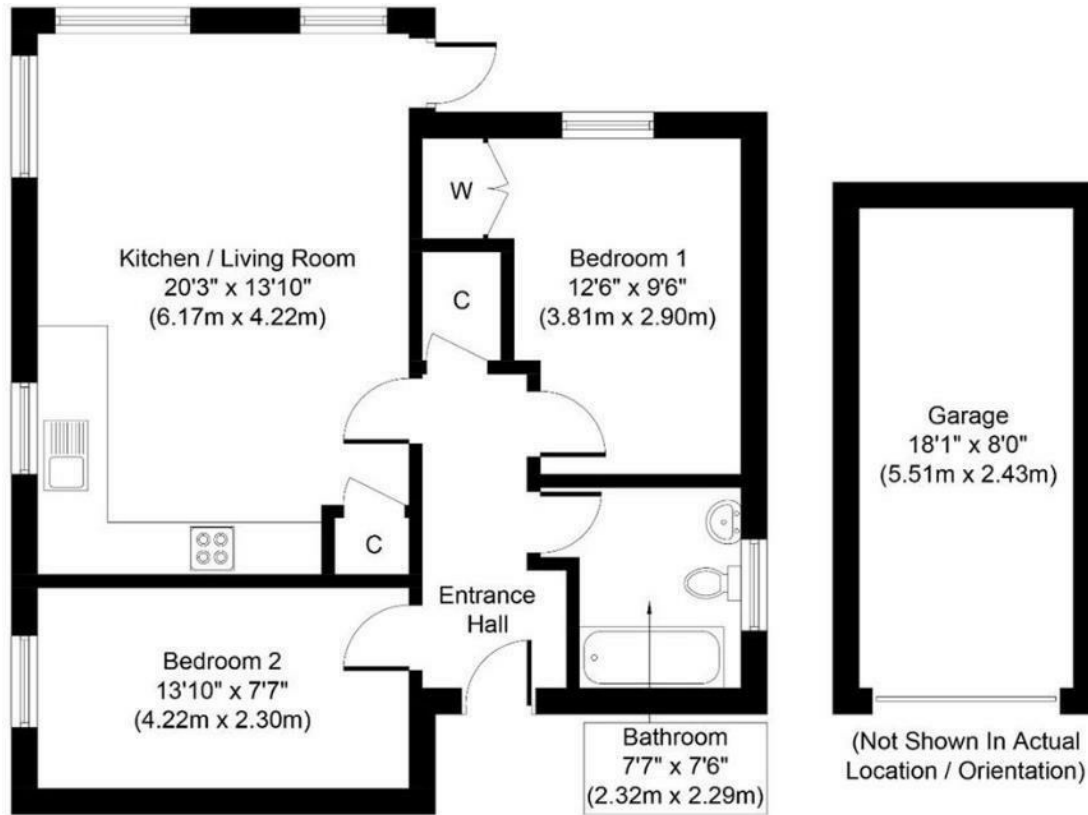 Kitchen / Living Room
20'3" x 13'10"
(6.17m x 4.22m)
W
Bedroom 1
12'6" x 9'6"
(3.81m x 2.90m)
C
Garage
18'1" x 8'0"
(5.51m x 2.43m)
C
Entrance
Hall
Bedroom 2
13'10" x 7'7"
(4.22m x 2.30m)
Bathroom
7'7" x 7'6"
(2.32m x 2.29m)
(Not Shown In Actual
Location / Orientation)